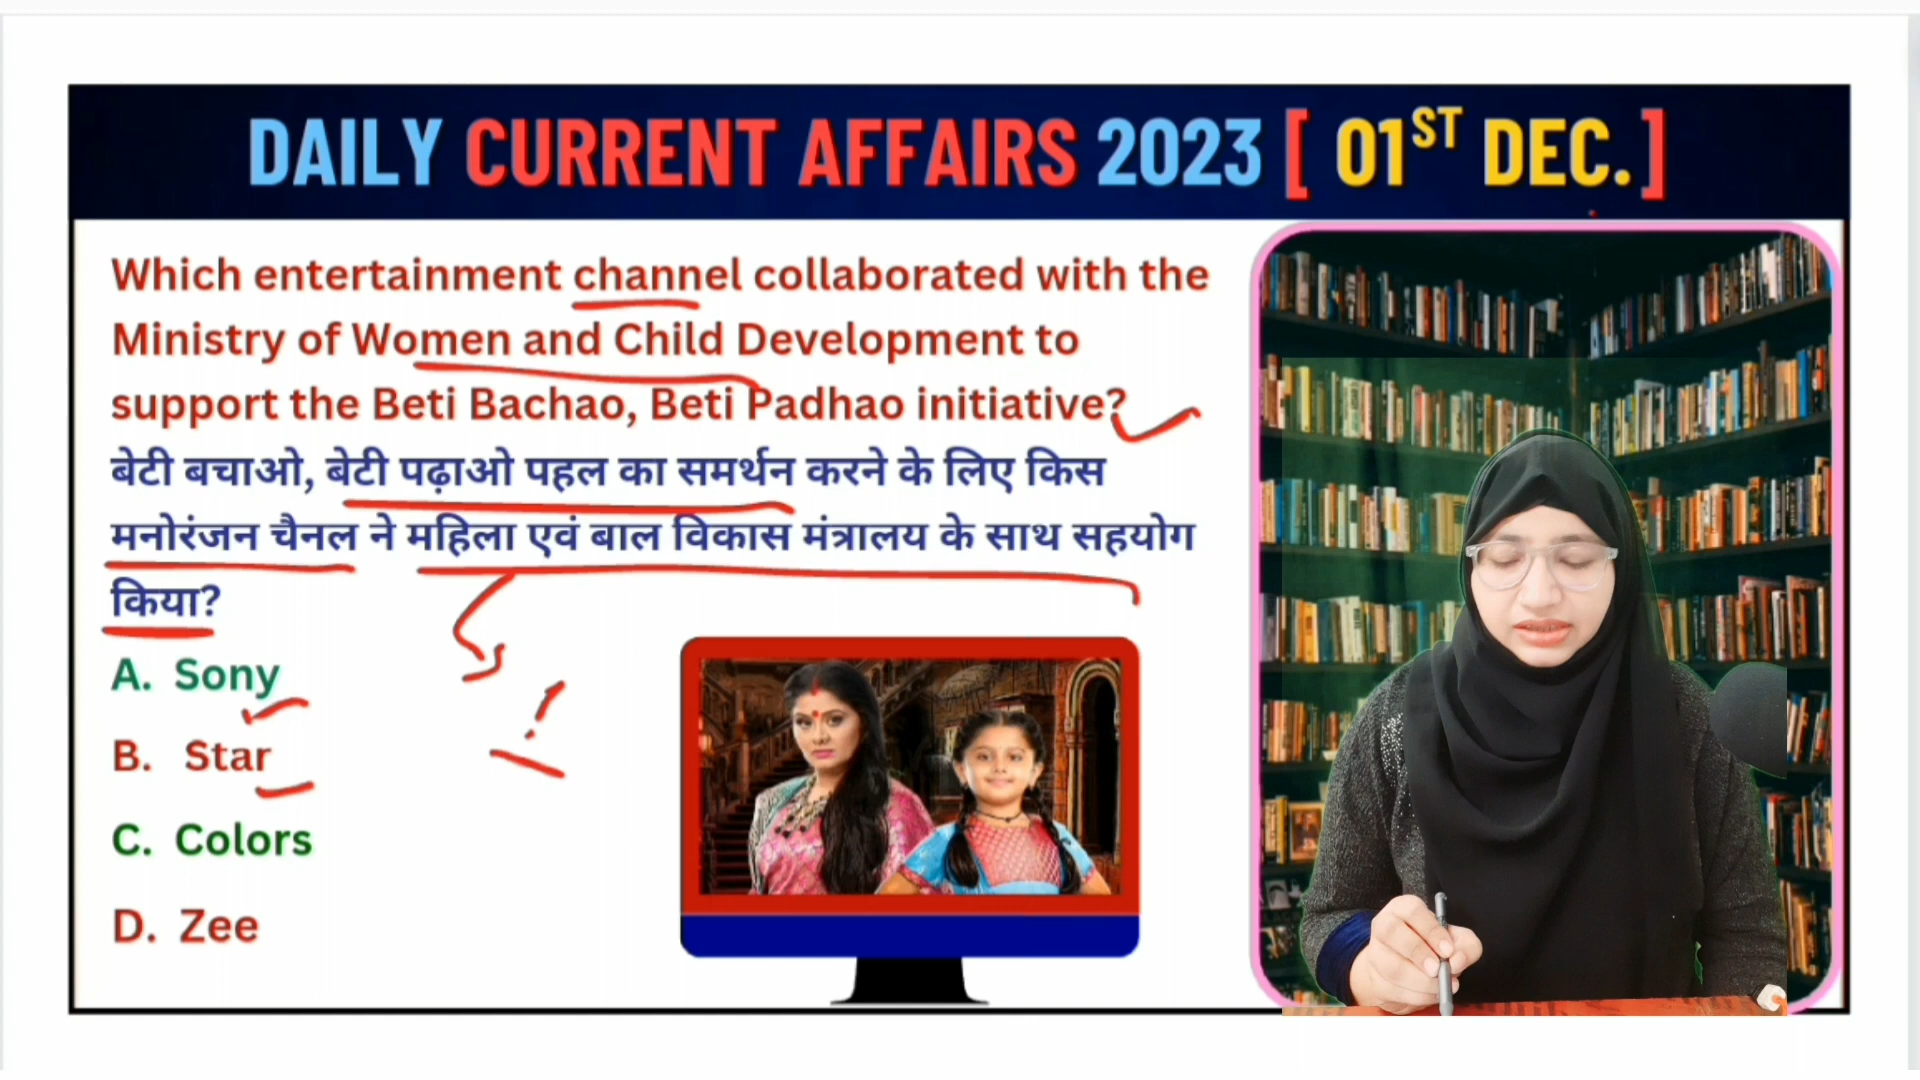 DAILY CURRENT AFFAIRS 2023 [ 01ST DEC.]
Which entertainment channel collaborated with the
Ministry of Women and Child Development to
support the Beti Bachao, Beti Padhao initiative?
बेटी बचाओ, बेटी पढ़ाओ पहल का समर्थन करने के लिए किस
मनोरंजन चैनल ने महिला एवं बाल विकास मंत्रालय के साथ सहयोग
किया?
A. Sony
B. Star
C. Colors
D. Zee